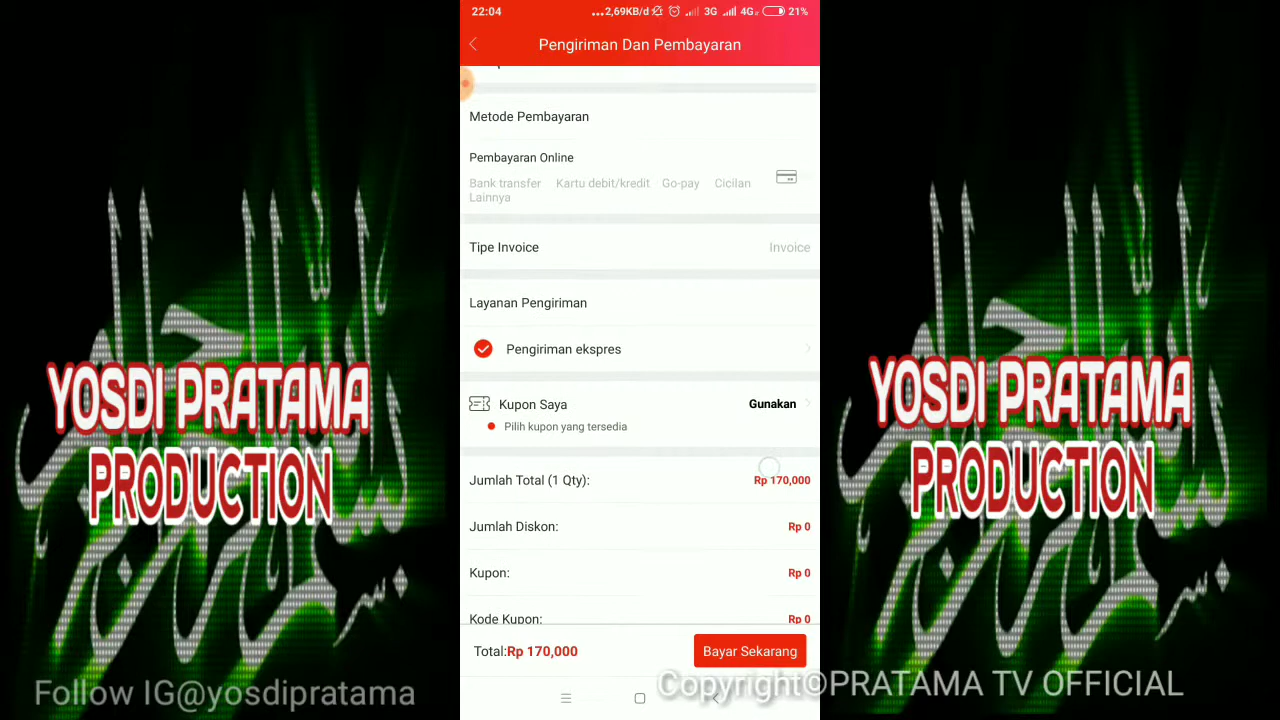 22:04
...2,69KB/d 3G 4G 21%
Pengiriman Dan Pembayaran
Metode Pembayaran
Pembayaran Online
Bank transfer Kartu debit/kredit Go-pay Cicilan
Lainnya
Tipe Invoice Invoice
Layanan Pengiriman
Pengiriman ekspres
Kupon Saya Gunakan
Pilih kupon yang tersedia
Jumlah Total (1 Qty): Rp 170,000
Jumlah Diskon: Rp 0
Kupon: Rp 0
Kode Kupon: Rp 0
Total:Rp 170,000 Bayar Sekarang
YOSDI PRATAMA
PRODUCTION
YOSDI PRATAMA
PRODUCTION
Follow IG@yosdipratama
Copyright©PRATAMA TV OFFICIAL